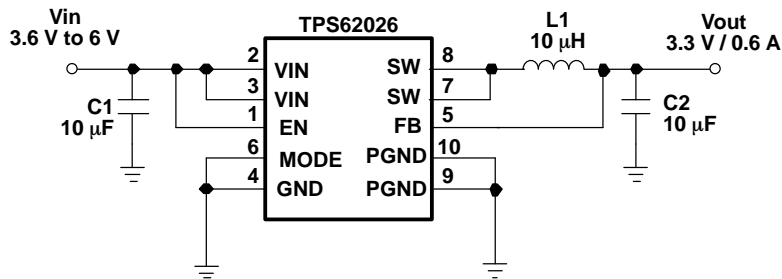 TPS62026
Vin
3.6 V to 6 V
L1
10 μH
Vout
3.3 V / 0.6 A
2
VIN
SW
8
3
VIN
SW
7
C1
10 μF
1
EN
FB
5
C2
10 μF
6
MODE
PGND
10
4
GND
PGND
9